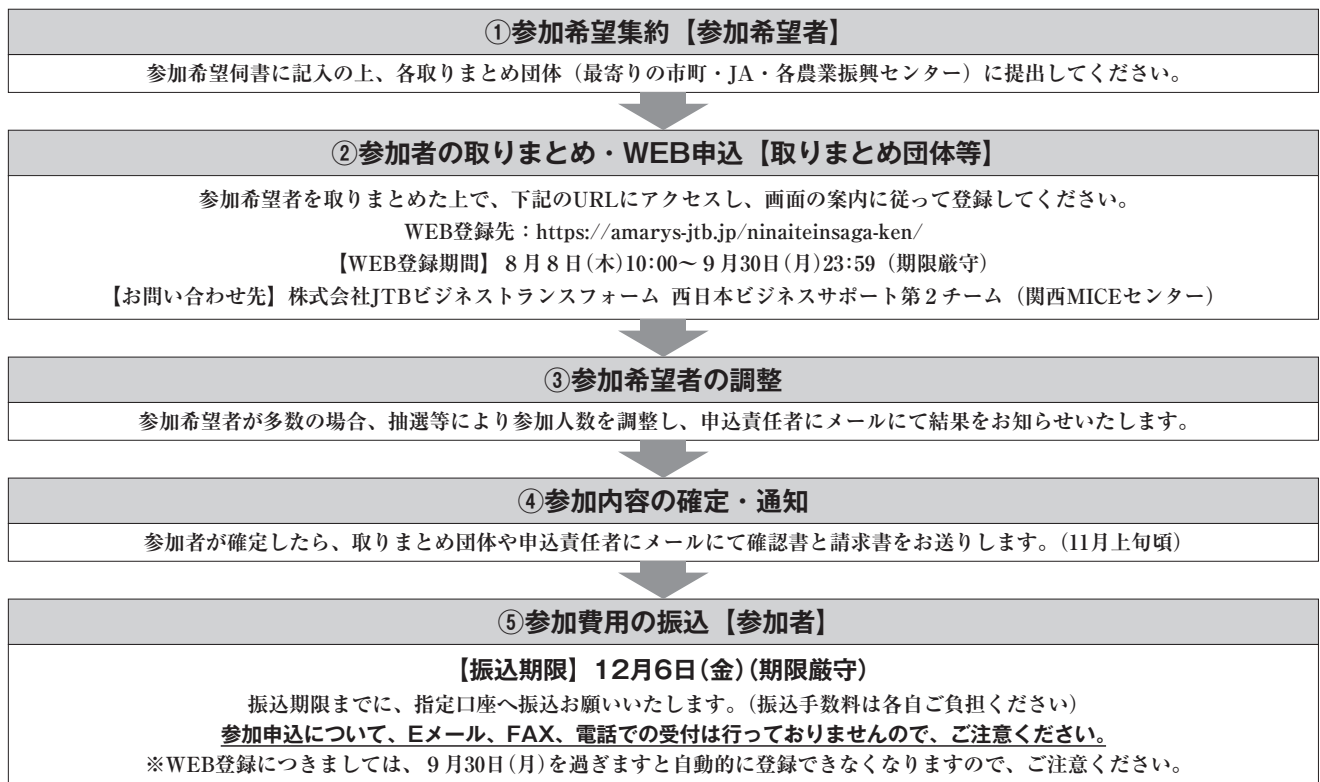 ①参加希望集約【参加希望者】
参加希望伺書に記入の上、各取りまとめ団体（最寄りの市町・JA・各農業振興センター）に提出してください。
②参加者の取りまとめ・WEB申込【取りまとめ団体等】
参加希望者を取りまとめた上で、下記のURLにアクセスし、画面の案内に従って登録してください。
WEB登録先：https://amarys-jtb.jp/ninaiteinsaga-ken/
【WEB登録期間】８月８日(木)10:00～９月30日(月)23:59（期限厳守）
【お問い合わせ先】株式会社JTBビジネストランスフォーム 西日本ビジネスサポート第２チーム（関西MICEセンター）
③参加希望者の調整
参加希望者が多数の場合、抽選等により参加人数を調整し、申込責任者にメールにて結果をお知らせいたします。
④参加内容の確定・通知
参加者が確定したら、取りまとめ団体や申込責任者にメールにて確認書と請求書をお送りします。(11月上旬頃)
⑤参加費用の振込【参加者】
【振込期限】12月6日(金)(期限厳守)
振込期限までに、指定口座へ振込お願いいたします。(振込手数料は各自ご負担ください)
参加申込について、Eメール、FAX、電話での受付は行っておりませんので、ご注意ください。
※WEB登録につきましては、９月30日(月)を過ぎますと自動的に登録できなくなりますので、ご注意ください。